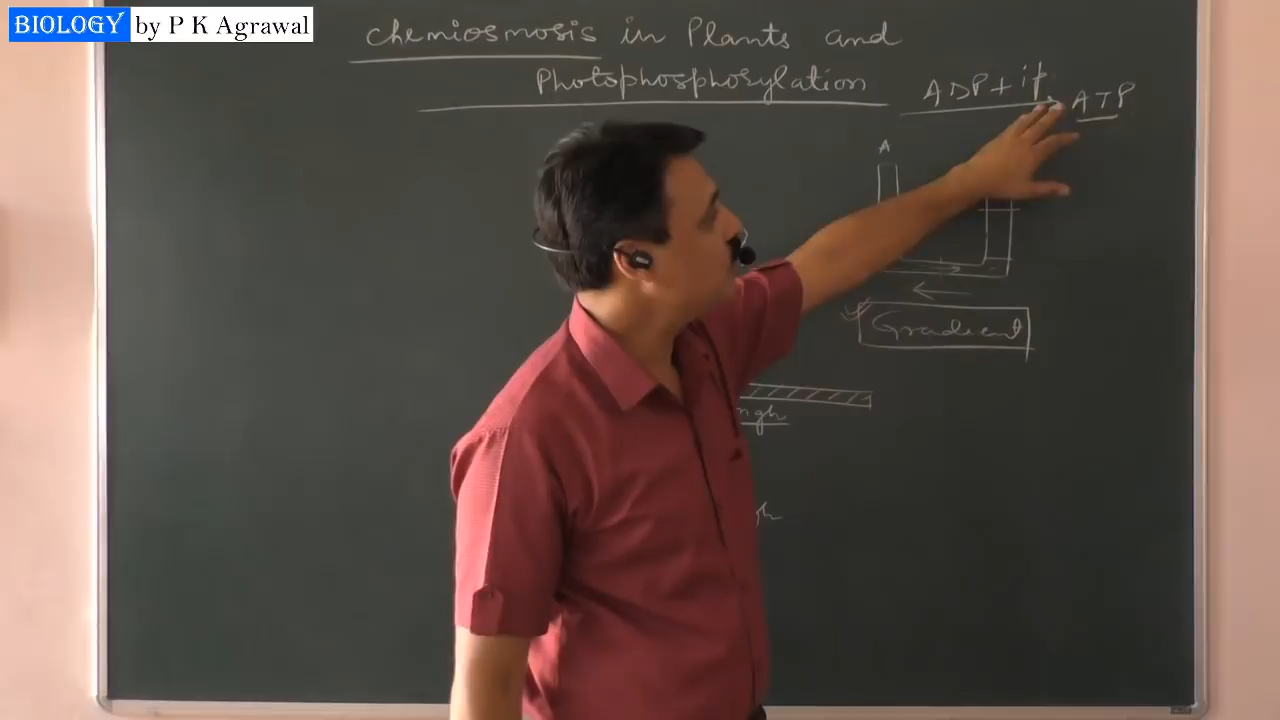 BIOLOGY by P K Agrawal
Chemiosmosis in Plants and
Photophosphorylation
ADP + iP → ATP
A
Gradient